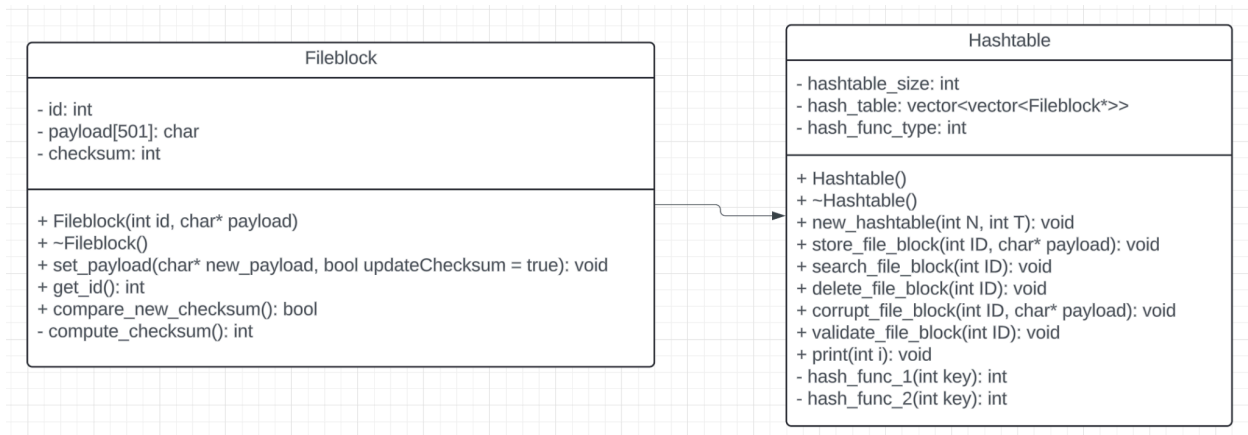 Fileblock
- id: int
- payload[501]: char
- checksum: int
+ Fileblock(int id, char* payload)
+ ~Fileblock()
+ set_payload(char* new_payload, bool updateChecksum = true): void
+ get_id(): int
+ compare_new_checksum(): bool
- compute_checksum(): int
Hashtable
- hashtable_size: int
- hash_table: vector<vector<Fileblock*>>
- hash_func_type: int
+ Hashtable()
+ ~Hashtable()
+ new_hashtable(int N, int T): void
+ store_file_block(int ID, char* payload): void
+ search_file_block(int ID): void
+ delete_file_block(int ID): void
+ corrupt_file_block(int ID, char* payload): void
+ validate_file_block(int ID): void
+ print(int i): void
- hash_func_1(int key): int
- hash_func_2(int key): int